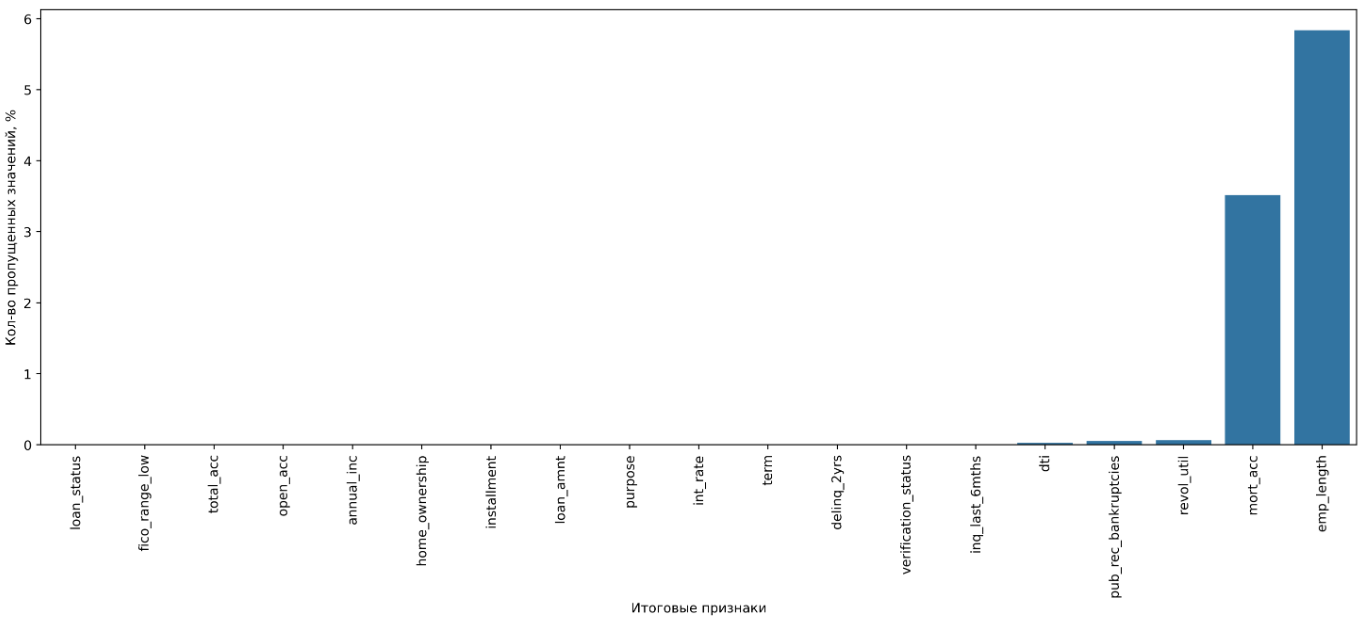 Кол-во пропущенных значений, %
6
5
4
3
2
1
0
loan_status
fico_range_low
total_acc
open_acc
annual_inc
home_ownership
installment
loan_amnt
purpose
int_rate
term
delinq_2yrs
verification_status
inq_last_6mths
dti
pub_rec_bankruptcies
revol_util
mort_acc
emp_length
Итоговые признаки